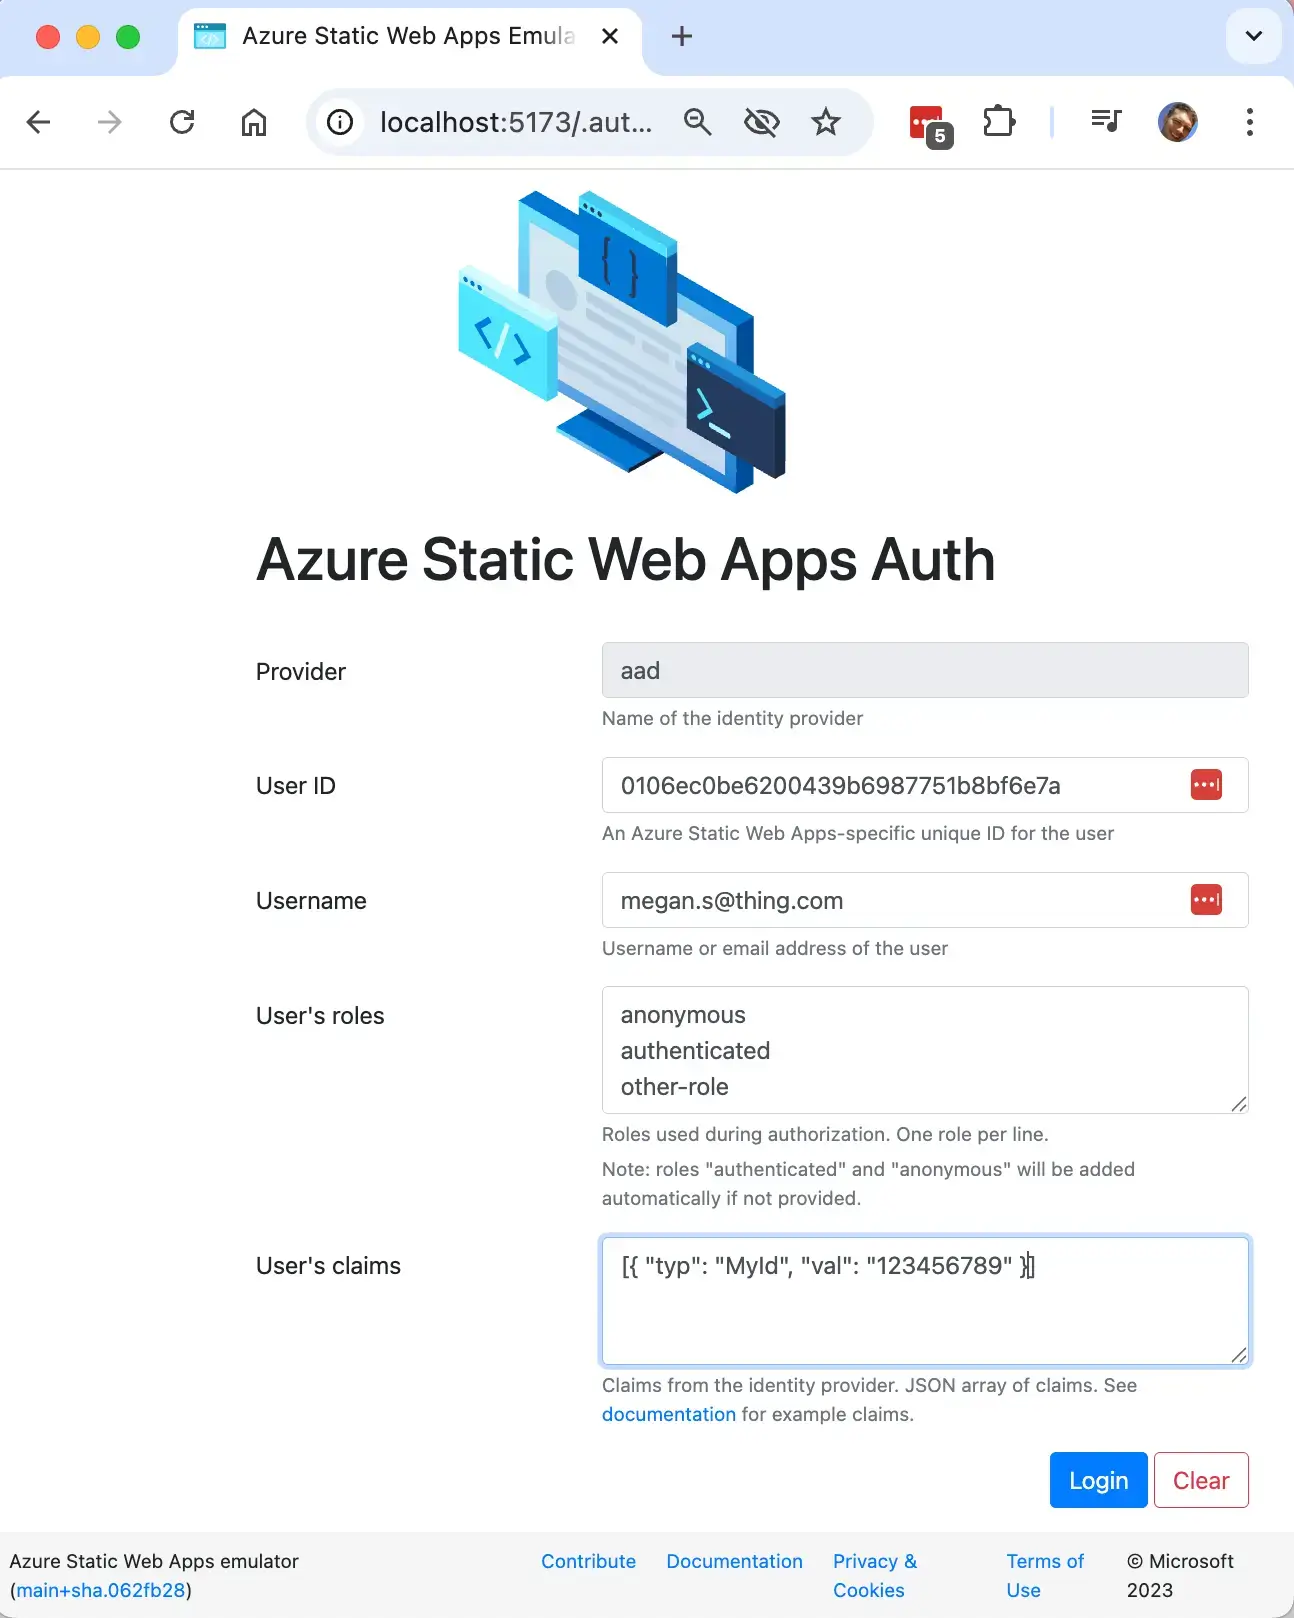 Azure Static Web Apps Emula
localhost:5173/.aut...
5
Azure Static Web Apps Auth
Provider
aad
Name of the identity provider
User ID
0106ec0be6200439b6987751b8bf6e7a
An Azure Static Web Apps-specific unique ID for the user
Username
megan.s@thing.com
Username or email address of the user
User's roles
anonymous
authenticated
other-role
Roles used during authorization. One role per line.
Note: roles "authenticated" and "anonymous" will be added
automatically if not provided.
User's claims
[{ "typ": "MyId", "val": "123456789" }]
Claims from the identity provider. JSON array of claims. See
documentation for example claims.
Login
Clear
Azure Static Web Apps emulator
(main+sha.062fb28)
Contribute
Documentation
Privacy &
Cookies
Terms of
Use
© Microsoft
2023